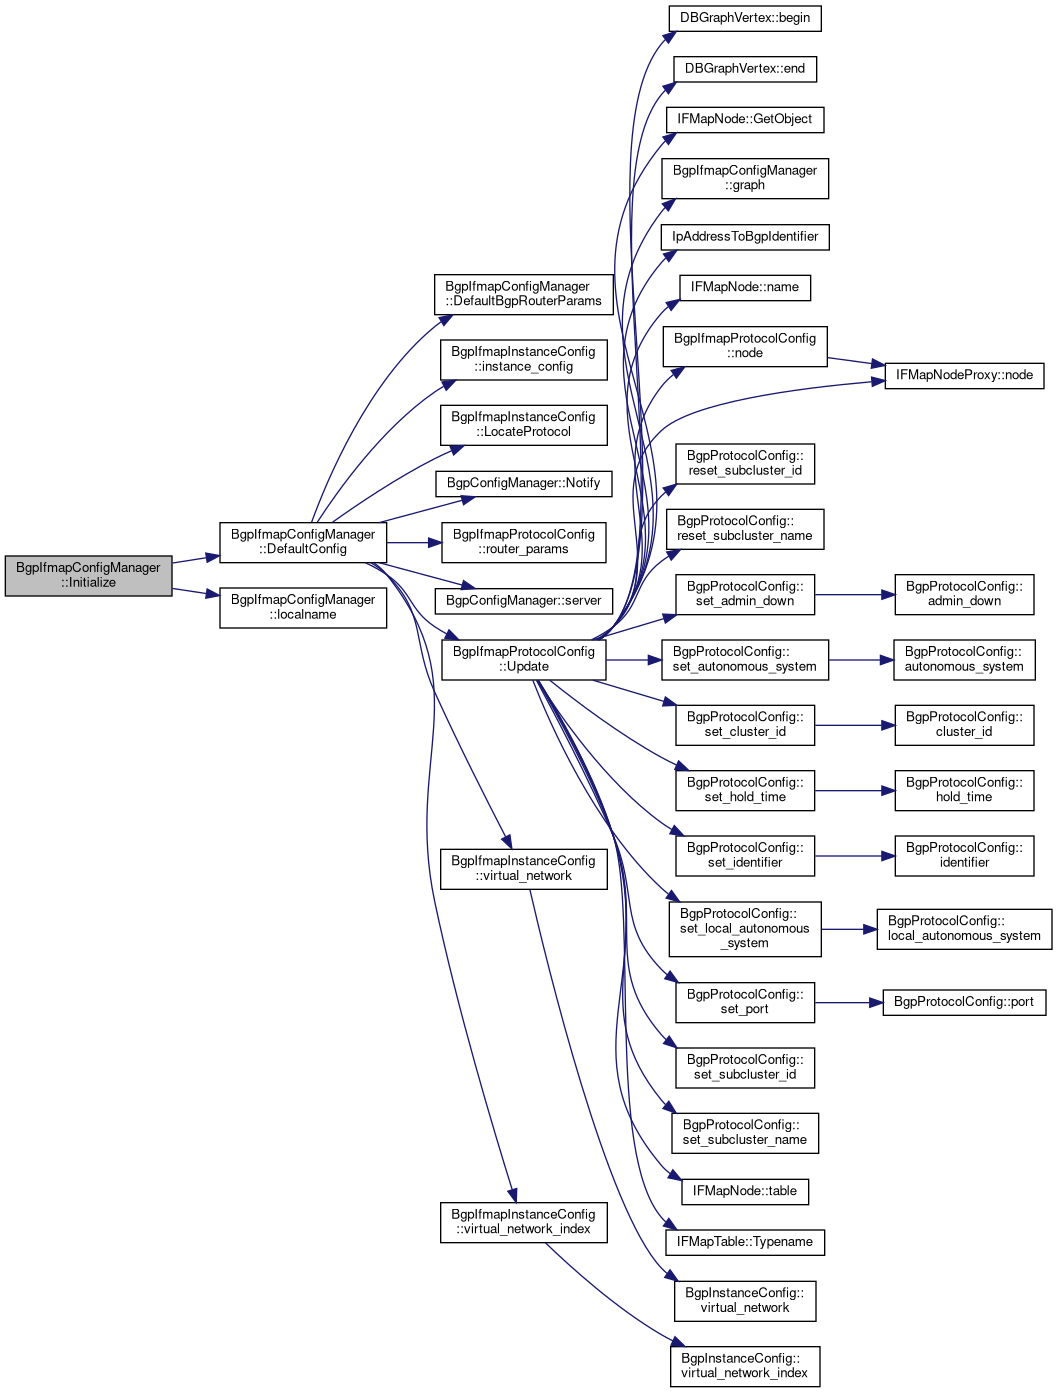 BgpIfmapConfigManager
::Initialize
BgpIfmapConfigManager
::DefaultConfig
BgpIfmapConfigManager
::localname
BgpIfmapConfigManager
::DefaultBgpRouterParams
BgpIfmapInstanceConfig
::instance_config
BgpIfmapInstanceConfig
::LocateProtocol
BgpConfigManager::Notify
BgpIfmapProtocolConfig
::router_params
BgpConfigManager::server
BgpIfmapProtocolConfig
::Update
BgpIfmapInstanceConfig
::virtual_network
BgpIfmapInstanceConfig
::virtual_network_index
DBGraphVertex::begin
DBGraphVertex::end
IFMapNode::GetObject
BgpIfmapConfigManager
::graph
IpAddressToBgpIdentifier
IFMapNode::name
BgpIfmapProtocolConfig
::node
BgpProtocolConfig::
reset_subcluster_id
BgpProtocolConfig::
reset_subcluster_name
BgpProtocolConfig::
set_admin_down
BgpProtocolConfig::
set_autonomous_system
BgpProtocolConfig::
set_cluster_id
BgpProtocolConfig::
set_hold_time
BgpProtocolConfig::
set_identifier
BgpProtocolConfig::
set_local_autonomous
_system
BgpProtocolConfig::
set_port
BgpProtocolConfig::
set_subcluster_id
BgpProtocolConfig::
set_subcluster_name
IFMapNode::table
IFMapTable::Typename
BgpInstanceConfig::
virtual_network
BgpInstanceConfig::
virtual_network_index
IFMapNodeProxy::node
BgpProtocolConfig::
admin_down
BgpProtocolConfig::
autonomous_system
BgpProtocolConfig::
cluster_id
BgpProtocolConfig::
hold_time
BgpProtocolConfig::
identifier
BgpProtocolConfig::
local_autonomous_system
BgpProtocolConfig::port